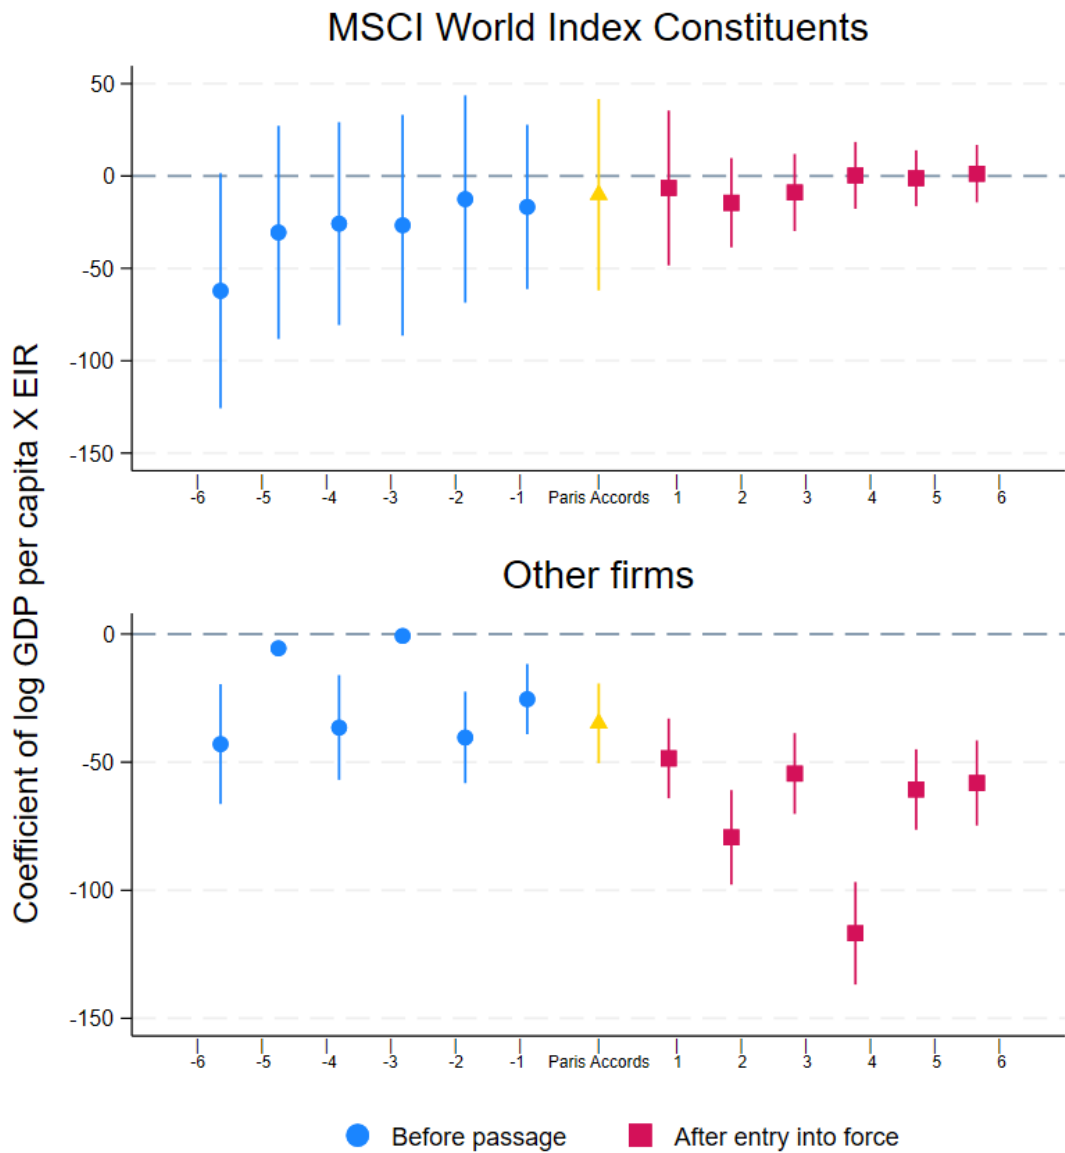 MSCI World Index Constituents
Coefficient of log GDP per capita X EIR
50
0
-50
-100
-150
-6 -5 -4 -3 -2 -1 Paris Accords 1 2 3 4 5 6
Other firms
0
-50
-100
-150
-6 -5 -4 -3 -2 -1 Paris Accords 1 2 3 4 5 6
Before passage After entry into force